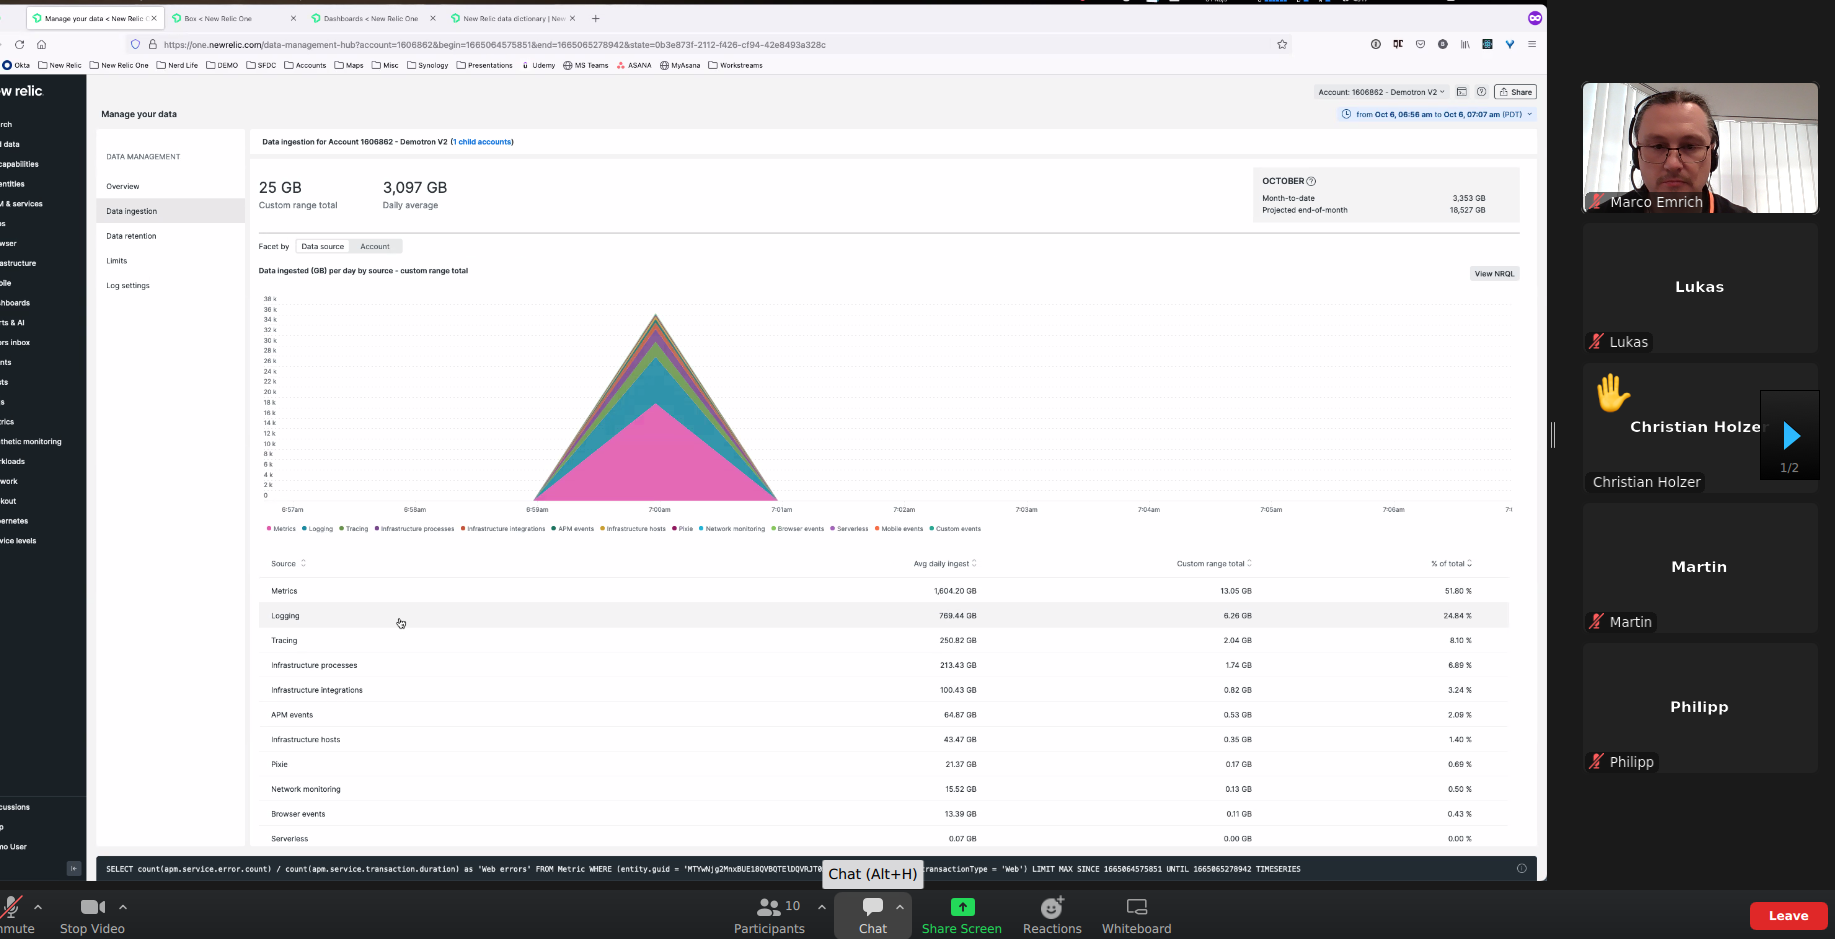 Manage your data < New Relic
Box < New Relic One
Dashboards < New Relic One
New Relic data dictionary | New
https://one.newrelic.com/data-management-hub?account=1606862&begin=1665064575851&end=1665065278942&state=0b3e873f-2112-f426-cf94-42e8493a328c
Okta New Relic New Relic One Nerd Life DEMO SFDC Accounts Maps Misc Synology Presentations Udemy MS Teams ASANA MyAsana Workstreams
w relic.
Account: 1606862 - Demotron V2
Share
Manage your data
from Oct 6, 06:56 am to Oct 6, 07:07 am (PDT)
rch
l data
capabilities
entities
M & services
os
wser
astructure
bile
shboards
rts & AI
ors inbox
nts
sts
s
trics
thetic monitoring
rkloads
work
kout
bernetes
vice levels
cussions
p
mo User
DATA MANAGEMENT
Overview
Data ingestion
Data retention
Limits
Log settings
Data ingestion for Account 1606862 - Demotron V2 (1 child accounts)
25 GB
Custom range total
3,097 GB
Daily average
OCTOBER
Month-to-date 3,353 GB
Projected end-of-month 18,527 GB
Facet by Data source Account
Data ingested (GB) per day by source - custom range total
View NRQL
38 k
36 k
34 k
32 k
30 k
28 k
26 k
24 k
22 k
20 k
18 k
16 k
14 k
12 k
10 k
8 k
6 k
4 k
2 k
0
6:57am 6:58am 6:59am 7:00am 7:01am 7:02am 7:03am 7:04am 7:05am 7:06am
Metrics Logging Tracing Infrastructure processes Infrastructure integrations APM events Infrastructure hosts Pixie Network monitoring Browser events Serverless Mobile events Custom events
Source Avg daily ingest Custom range total % of total
Metrics 1,604.20 GB 13.05 GB 51.80 %
Logging 769.44 GB 6.26 GB 24.84 %
Tracing 250.82 GB 2.04 GB 8.10 %
Infrastructure processes 213.43 GB 1.74 GB 6.89 %
Infrastructure integrations 100.43 GB 0.82 GB 3.24 %
APM events 64.87 GB 0.53 GB 2.09 %
Infrastructure hosts 43.47 GB 0.35 GB 1.40 %
Pixie 21.37 GB 0.17 GB 0.69 %
Network monitoring 15.52 GB 0.13 GB 0.50 %
Browser events 13.39 GB 0.11 GB 0.43 %
Serverless 0.07 GB 0.00 GB 0.00 %
SELECT count(apm.service.error.count) / count(apm.service.transaction.duration) as 'Web errors' FROM Metric WHERE (entity.guid = ransactionType = 'Web') LIMIT MAX SINCE 1665064575851 UNTIL 1665065278942 TIMESERIES
Chat (Alt+H)
Marco Emrich
Lukas
Lukas
Christian Holzer
Christian Holzer
1/2
Martin
Martin
Philipp
Philipp
nmute
Stop Video
10
Participants
Chat
Share Screen
Reactions
Whiteboard
Leave